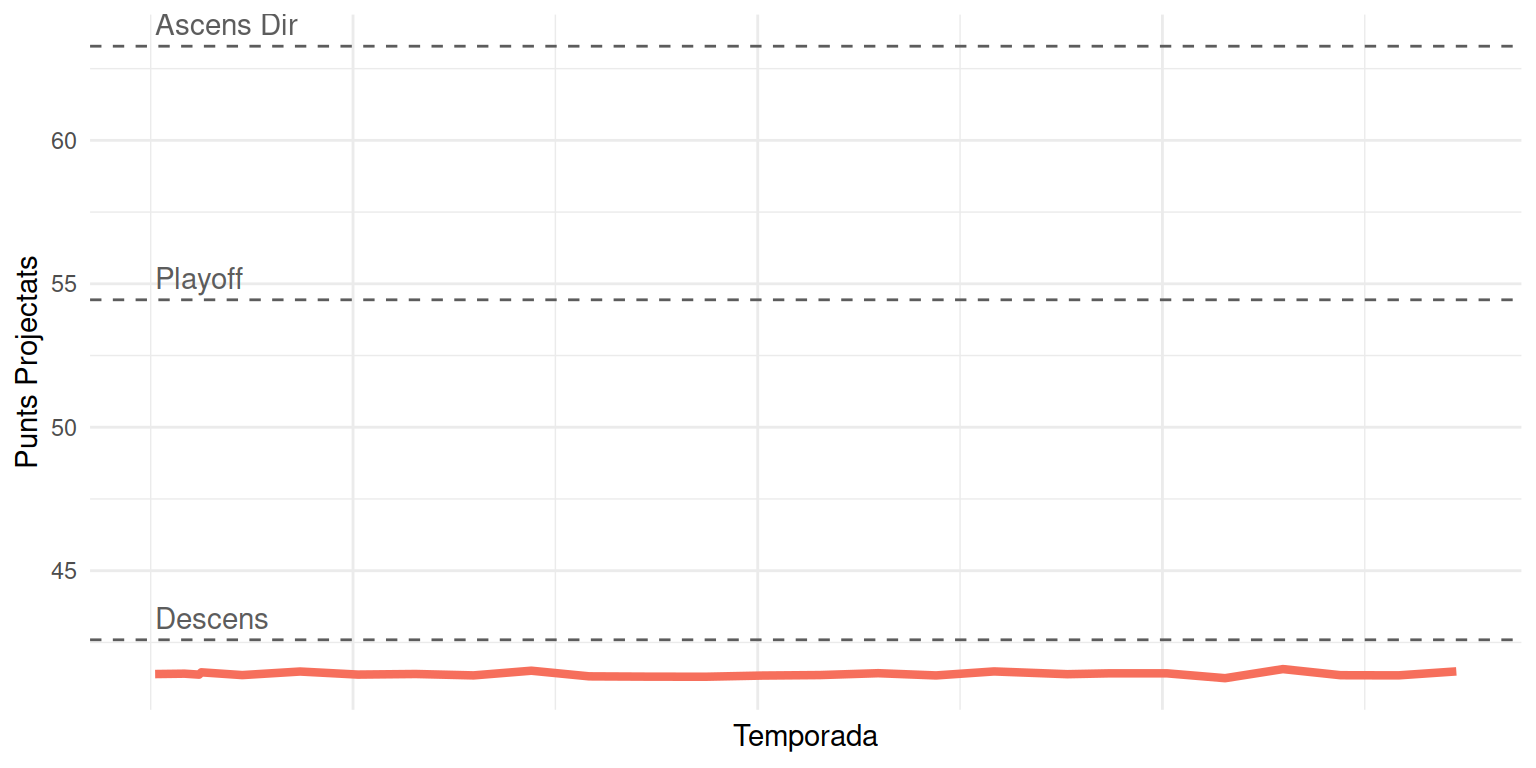 Ascens Dir
60
Playoff
55
50
45
Descens
Punts Projectats
Temporada